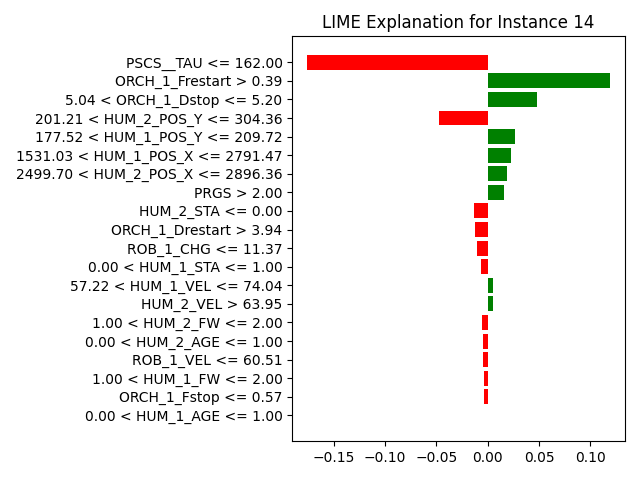 LIME Explanation for Instance 14
PSCS__TAU <= 162.00
ORCH_1_Frestart > 0.39
5.04 < ORCH_1_Dstop <= 5.20
201.21 < HUM_2_POS_Y <= 304.36
177.52 < HUM_1_POS_Y <= 209.72
1531.03 < HUM_1_POS_X <= 2791.47
2499.70 < HUM_2_POS_X <= 2896.36
PRGS > 2.00
HUM_2_STA <= 0.00
ORCH_1_Drestart > 3.94
ROB_1_CHG <= 11.37
0.00 < HUM_1_STA <= 1.00
57.22 < HUM_1_VEL <= 74.04
HUM_2_VEL > 63.95
1.00 < HUM_2_FW <= 2.00
0.00 < HUM_2_AGE <= 1.00
ROB_1_VEL <= 60.51
1.00 < HUM_1_FW <= 2.00
ORCH_1_Fstop <= 0.57
0.00 < HUM_1_AGE <= 1.00
−0.15 −0.10 −0.05 0.00 0.05 0.10